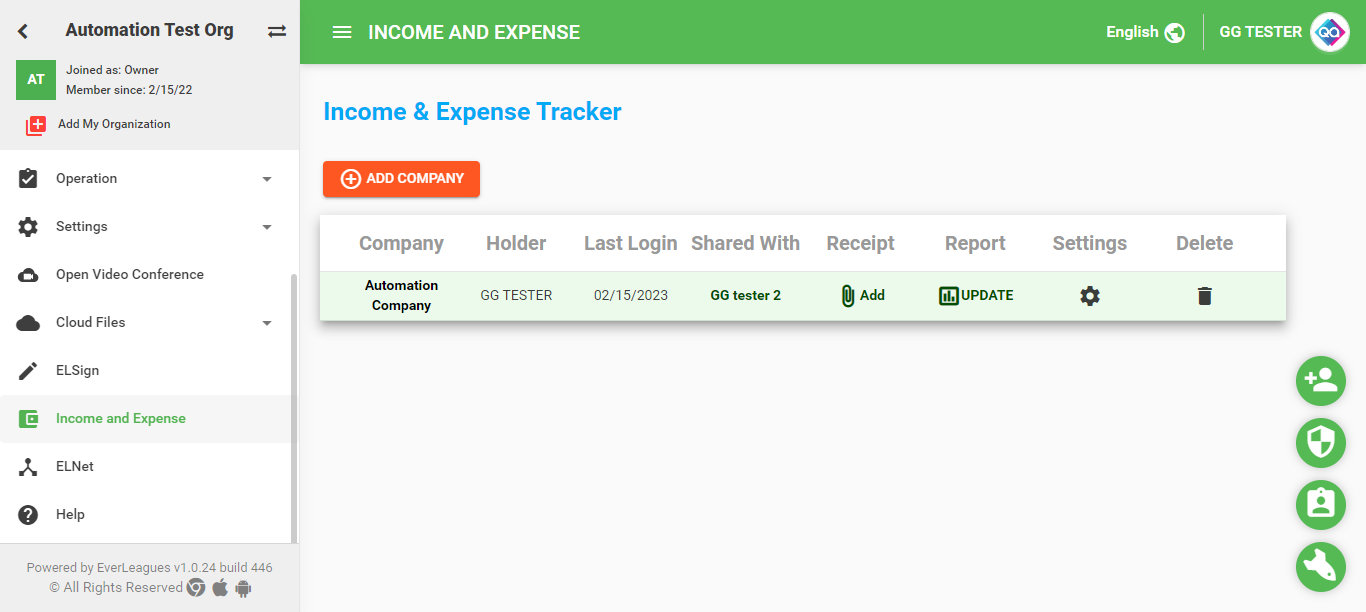 Automation Test Org
AT
Joined as: Owner
Member since: 2/15/22
Add My Organization
Operation
Settings
Open Video Conference
Cloud Files
ELSign
Income and Expense
ELNet
Help
Powered by EverLeagues v1.0.24 build 446
© All Rights Reserved
INCOME AND EXPENSE
English
GG TESTER
QA
Income & Expense Tracker
ADD COMPANY
Company Holder Last Login Shared With Receipt Report Settings Delete
Automation
Company
GG TESTER 02/15/2023 GG tester 2 Add UPDATE